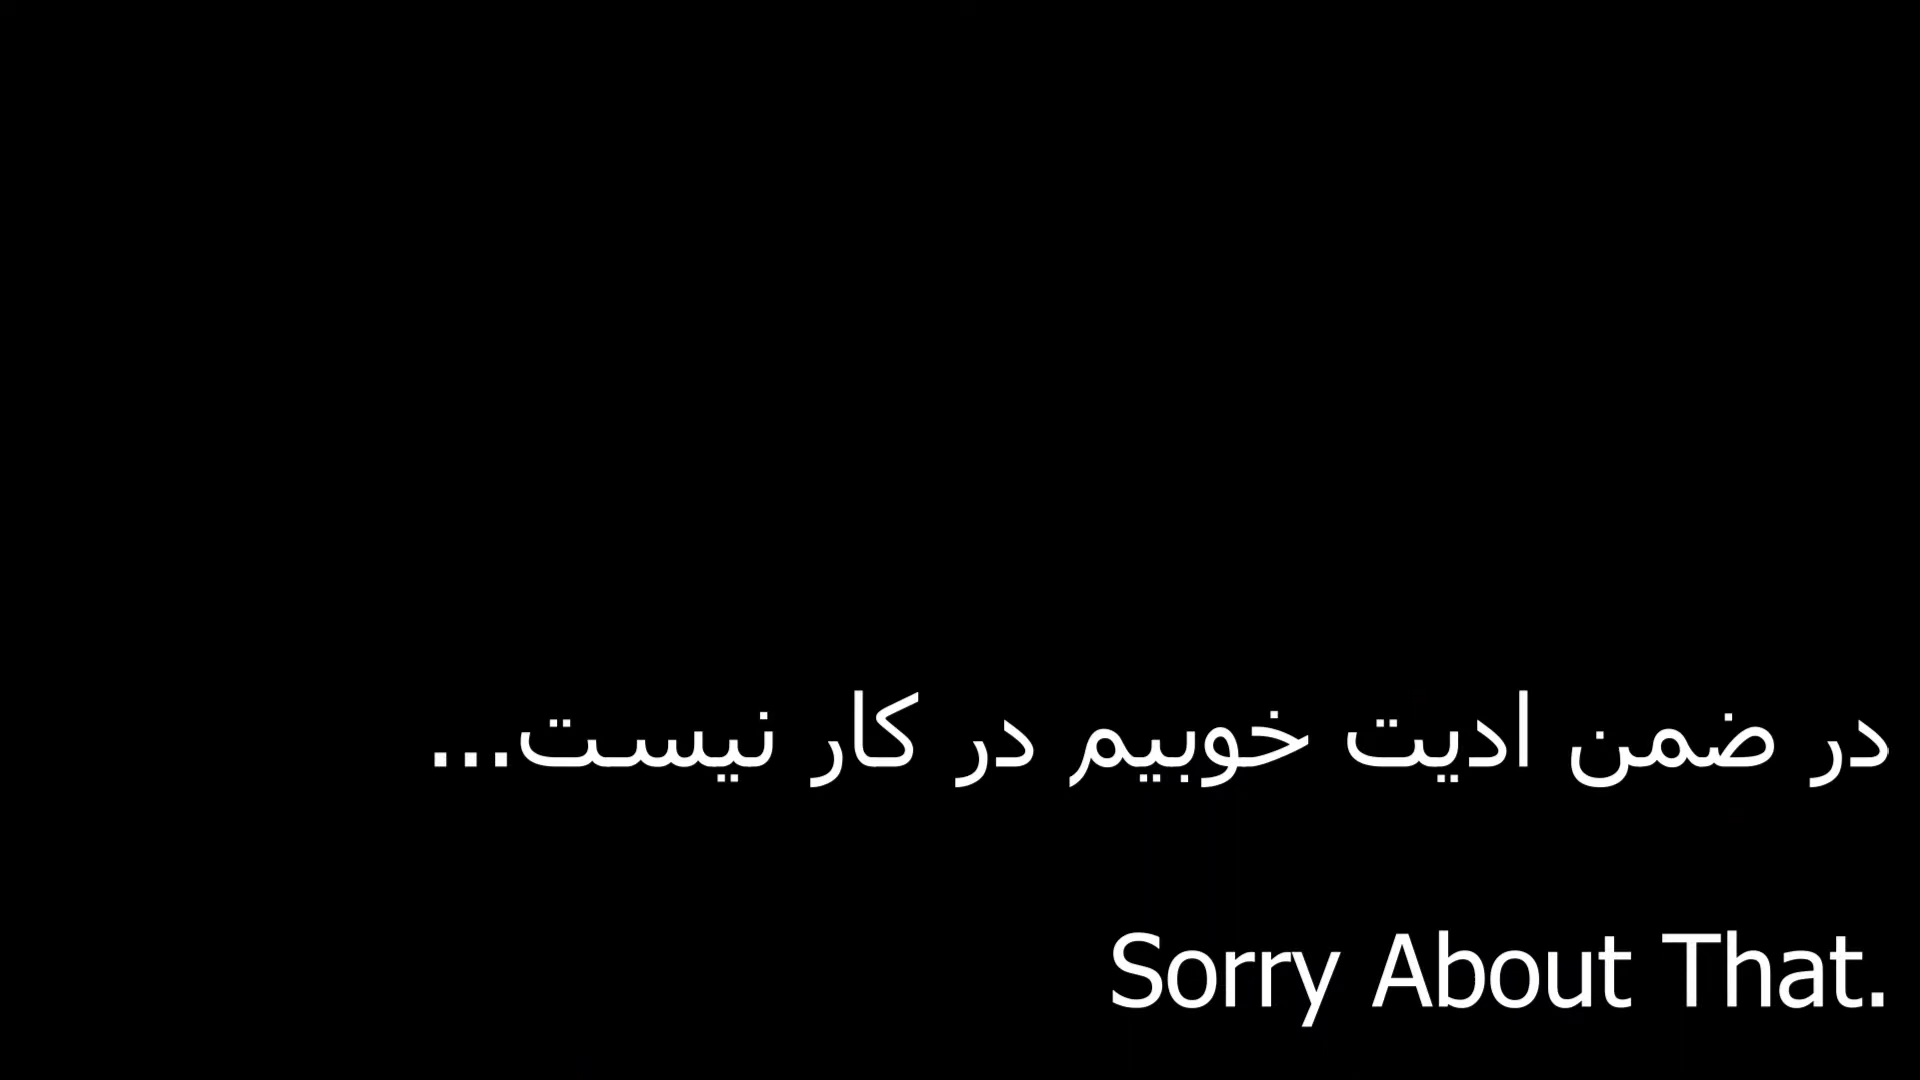 در ضمن ادیت خوبیم در کار نیست...
Sorry About That.